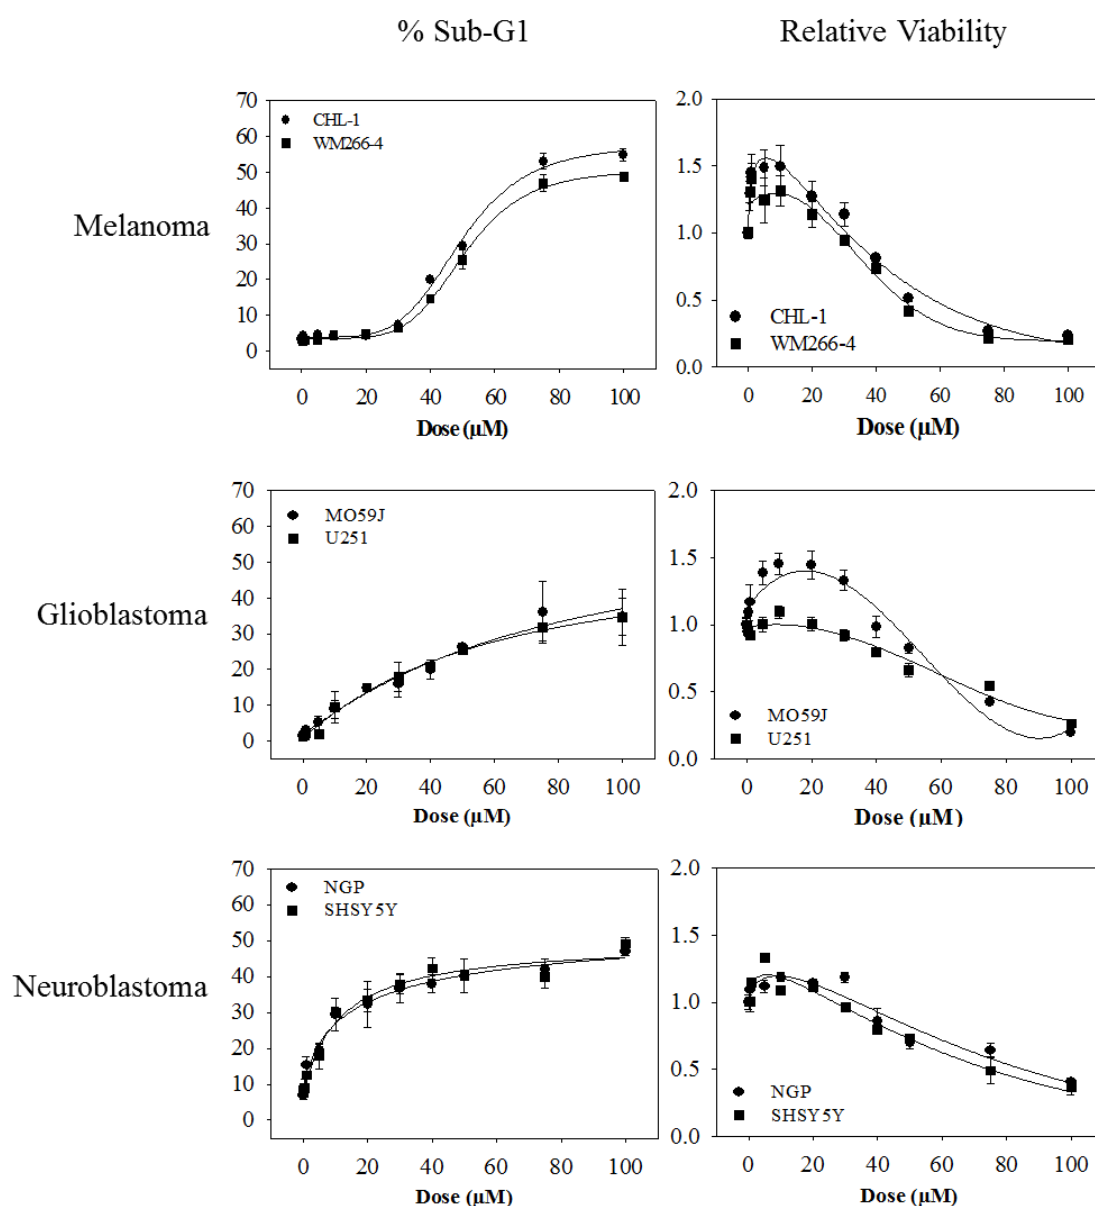 % Sub-G1
Relative Viability
Melanoma
70
60
50
40
30
20
10
0
CHL-1
WM266-4
0 20 40 60 80 100
Dose (µM)
2.0
1.5
1.0
0.5
0.0
CHL-1
WM266-4
0 20 40 60 80 100
Dose (µM)
Glioblastoma
70
60
50
40
30
20
10
0
MO59J
U251
0 20 40 60 80 100
Dose (µM)
2.0
1.5
1.0
0.5
0.0
MO59J
U251
0 20 40 60 80 100
Dose (µM)
Neuroblastoma
70
60
50
40
30
20
10
0
NGP
SHSY5Y
0 20 40 60 80 100
Dose (µM)
2.0
1.5
1.0
0.5
0.0
NGP
SHSY5Y
0 20 40 60 80 100
Dose (µM)